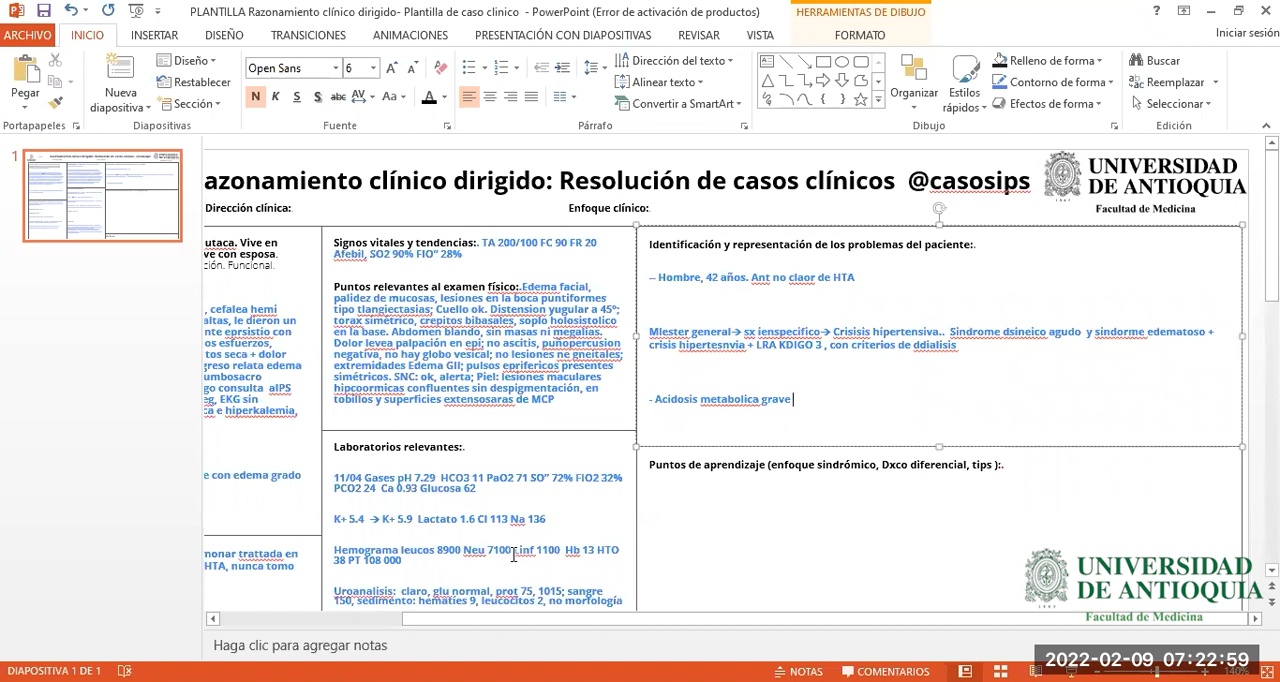 PLANTILLA Razonamiento clínico dirigido- Plantilla de caso clinico - PowerPoint (Error de activación de productos)
HERRAMIENTAS DE DIBUJO
ARCHIVO INICIO INSERTAR DISEÑO TRANSICIONES ANIMACIONES PRESENTACIÓN CON DIAPOSITIVAS REVISAR VISTA FORMATO
Iniciar sesión
Pegar
Nueva diapositiva
Diseño
Restablecer
Sección
Open Sans 6
N K S S abc AV Aa A
Dirección del texto
Alinear texto
Convertir a SmartArt
Organizar
Estilos rápidos
Relleno de forma
Contorno de forma
Efectos de forma
Buscar
Reemplazar
Seleccionar
Portapapeles Diapositivas Fuente Párrafo Dibujo Edición
1
azonamiento clínico dirigido: Resolución de casos clínicos @casosips
UNIVERSIDAD
DE ANTIOQUIA
Facultad de Medicina
Dirección clínica:
Enfoque clínico:
utaca. Vive en
ve con esposa.
ción. Funcional.
, cefalea hemi
altas, le dieron un
ente eprsistio con
os esfuerzos,
tos seca + dolor
greso relata edema
umbosacro
go consulta aIPS
eg, EKG sin
ca e hiperkalemia,
te con edema grado
monar trattada en
HTA, nunca tomo
Signos vitales y tendencias:. TA 200/100 FC 90 FR 20
Afebil, SO2 90% FIO" 28%
Puntos relevantes al examen físico:.Edema facial,
palidez de mucosas, lesiones en la boca puntiformes
tipo tlangiectasias; Cuello ok. Distension yugular a 45º;
torax simétrico, crepitos bibasales, soplo holosistolico
en la base. Abdomen blando, sin masas ni megalias.
Dolor leva palpación en epi; no ascitis, punopercusion
negativa, no hay globo vesical; no lesiones ne gneitales;
extremidades Edema GII; pulsos eprifericos presentes
simétricos. SNC: ok, alerta; Piel: lesiones maculares
hipcoormicas confluentes sin despigmentación, en
tobillos y superficies extensosaras de MCP
Laboratorios relevantes:.
11/04 Gases pH 7.29 HCO3 11 PaO2 71 SO" 72% FIO2 32%
PCO2 24 Ca 0.93 Glucosa 62
K+ 5.4 → K+ 5.9 Lactato 1.6 Cl 113 Na 136
Hemograma leucos 8900 Neu 7100 Linf 1100 Hb 13 HTO
38 PT 108 000
Uroanalisis: claro, glu normal, prot 75, 1015; sangre
150, sedimento: hematíes 9, leucocitos 2, no morfología
Identificación y representación de los problemas del paciente:.
-- Hombre, 42 años. Ant no claor de HTA
Mlester general→ sx ienspecifio→ Crisisis hipertensiva.. Sindrome dsineico agudo y sindorme edematoso +
crisis hipertesnvia + LRA KDIGO 3 , con criterios de ddialisis
- Acidosis metabolica grave
Puntos de aprendizaje (enfoque sindrómico, Dxco diferencial, tips ):.
UNIVERSIDAD
DE ANTIOQUIA
Facultad de Medicina
Haga clic para agregar notas
DIAPOSITIVA 1 DE 1
NOTAS COMENTARIOS
2022-02-09 07:22:59
140%